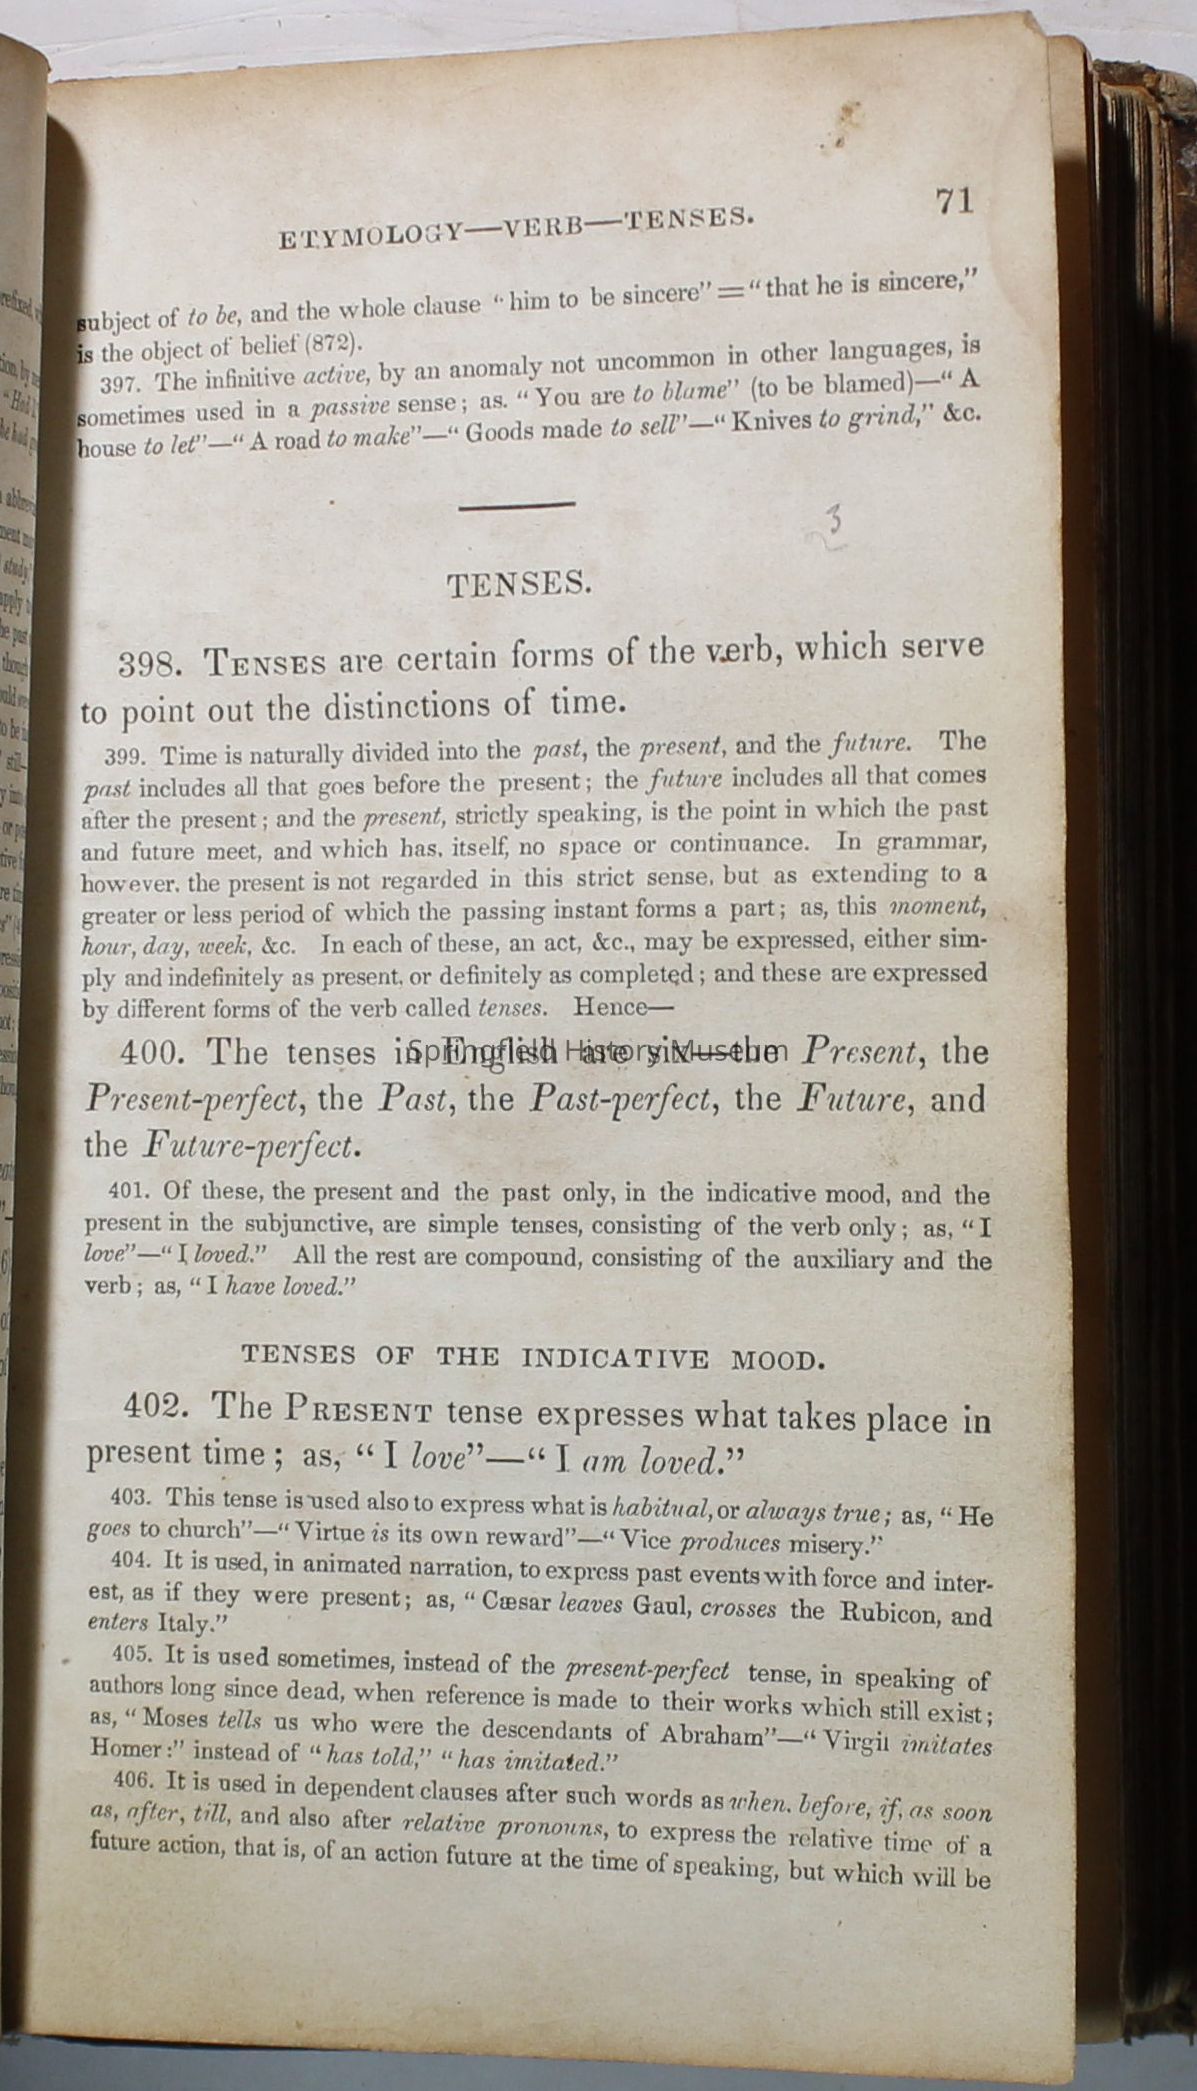 71
ETYMOLOGY—VERB—TENSES.
subject of to be, and the whole clause "him to be sincere" = "that he is sincere,"
is the object of belief (872).
397. The infinitive active, by an anomaly not uncommon in other languages, is
sometimes used in a passive sense; as. "You are to blame" (to be blamed)—"A
house to let"—"A road to make"—"Goods made to sell"—"Knives to grind," &c.
3
TENSES.
398. TENSES are certain forms of the verb, which serve
to point out the distinctions of time.
399. Time is naturally divided into the past, the present, and the future. The
past includes all that goes before the present; the future includes all that comes
after the present; and the present, strictly speaking, is the point in which the past
and future meet, and which has, itself, no space or continuance. In grammar,
however, the present is not regarded in this strict sense, but as extending to a
greater or less period of which the passing instant forms a part; as, this moment,
hour, day, week, &c. In each of these, an act, &c., may be expressed, either sim-
ply and indefinitely as present, or definitely as completed; and these are expressed
by different forms of the verb called tenses. Hence—
400. The tenses in English are six—the Present, the
Springfield History Museum
Present-perfect, the Past, the Past-perfect, the Future, and
the Future-perfect.
401. Of these, the present and the past only, in the indicative mood, and the
present in the subjunctive, are simple tenses, consisting of the verb only; as, "I
love"—"I loved." All the rest are compound, consisting of the auxiliary and the
verb; as, "I have loved."
TENSES OF THE INDICATIVE MOOD.
402. The PRESENT tense expresses what takes place in
present time; as, "I love"—"I am loved."
403. This tense is used also to express what is habitual, or always true; as, "He
goes to church"—"Virtue is its own reward"—"Vice produces misery."
404. It is used, in animated narration, to express past events with force and inter-
est, as if they were present; as, "Cæsar leaves Gaul, crosses the Rubicon, and
enters Italy."
405. It is used sometimes, instead of the present-perfect tense, in speaking of
authors long since dead, when reference is made to their works which still exist;
as, "Moses tells us who were the descendants of Abraham"—"Virgil imitates
Homer:" instead of "has told," "has imitated."
406. It is used in dependent clauses after such words as when, before, if, as soon
as, after, till, and also after relative pronouns, to express the relative time of a
future action, that is, of an action future at the time of speaking, but which will be